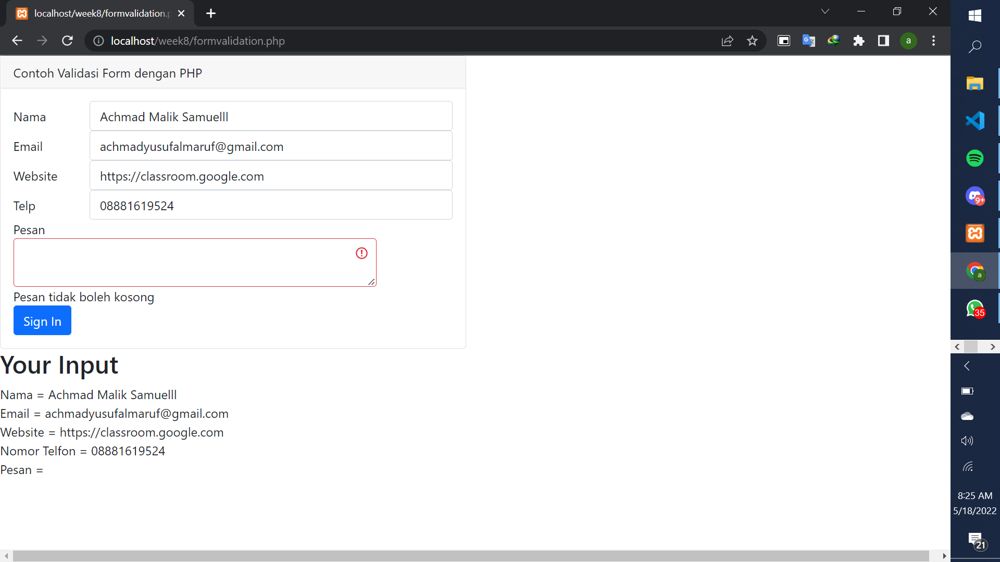 localhost/week8/formvalidation.p
localhost/week8/formvalidation.php
a
Contoh Validasi Form dengan PHP
Nama
Achmad Malik Samuelll
Email
achmadyusufalmaruf@gmail.com
Website
https://classroom.google.com
Telp
08881619524
Pesan
Pesan tidak boleh kosong
Sign In
Your Input
Nama = Achmad Malik Samuelll
Email = achmadyusufalmaruf@gmail.com
Website = https://classroom.google.com
Nomor Telfon = 08881619524
Pesan =
9+
a
35
8:25 AM
5/18/2022
21